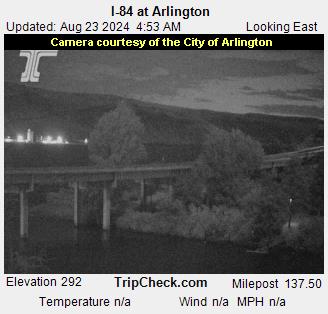 I-84 at Arlington
Updated: Aug 23 2024 4:53 AM Looking East
Camera courtesy of the City of Arlington
Elevation 292 TripCheck.com Milepost 137.50
Temperature n/a Wind n/a MPH n/a